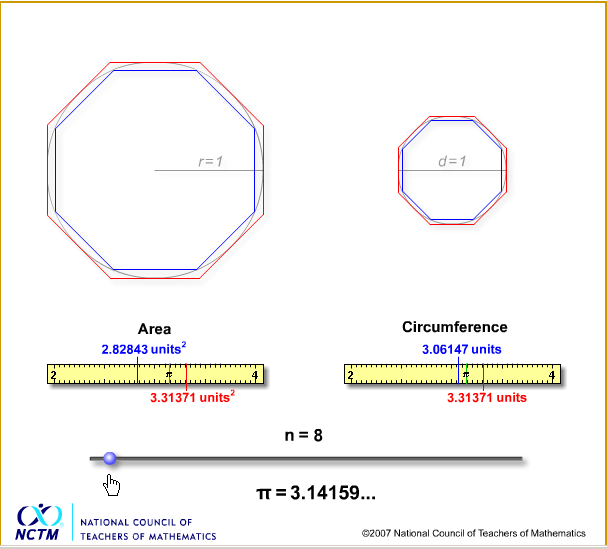 r=1
d=1
Area
2.82843 units²
2 π 4
3.31371 units²
Circumference
3.06147 units
2 π 4
3.31371 units
n = 8
π = 3.14159...
NCTM
NATIONAL COUNCIL OF
TEACHERS OF MATHEMATICS
©2007 National Council of Teachers of Mathematics